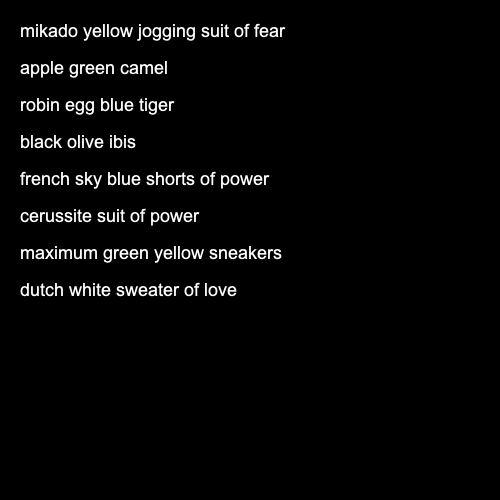 mikado yellow jogging suit of fear
apple green camel
robin egg blue tiger
black olive ibis
french sky blue shorts of power
cerussite suit of power
maximum green yellow sneakers
dutch white sweater of love